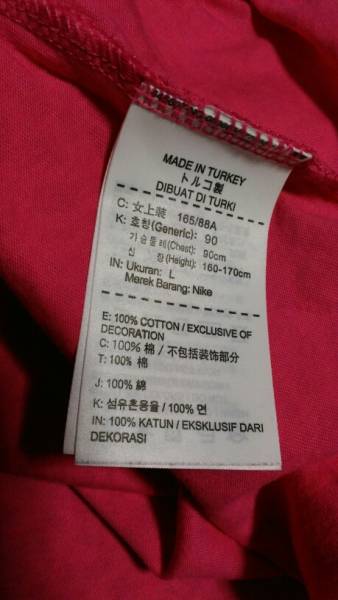 MADE IN TURKEY
トルコ製
DIBUAT DI TURKI
C: 女上装 165/88A
K: 호칭(Generic): 90
가슴둘레(Chest): 90cm
신 장(Height): 160-170cm
IN: Ukuran: L
Merek Barang: Nike
E: 100% COTTON / EXCLUSIVE OF
DECORATION
C: 100% 棉 / 不包括装饰部分
T: 100% 棉
J: 100% 綿
K: 섬유혼용율 / 100% 면
IN: 100% KATUN / EKSKLUSIF DARI
DEKORASI